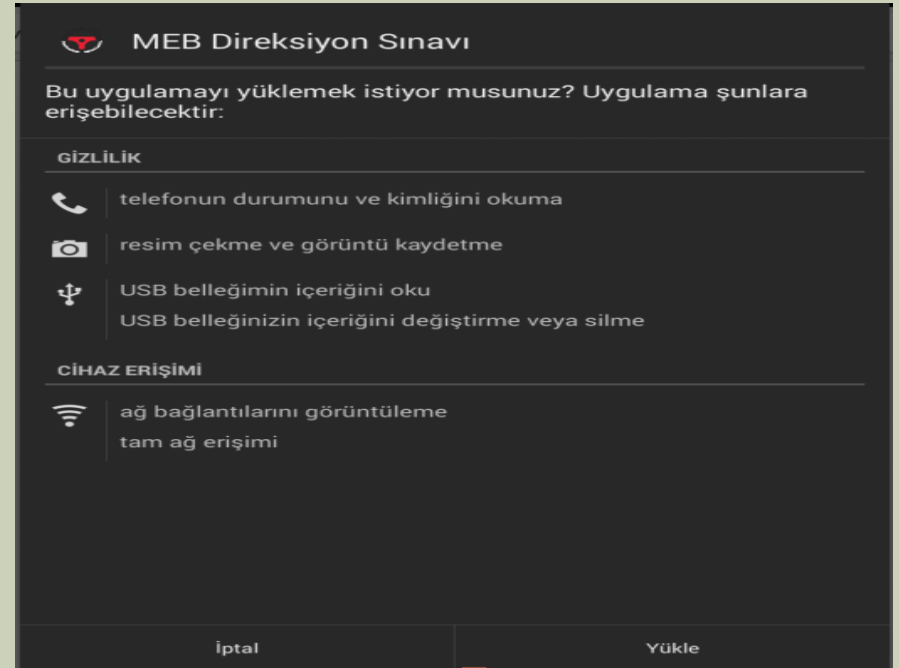 MEB Direksiyon Sınavı
Bu uygulamayı yüklemek istiyor musunuz? Uygulama şunlara
erişebilecektir:
GİZLİLİK
telefonun durumunu ve kimliğini okuma
resim çekme ve görüntü kaydetme
USB belleğimin içeriğini oku
USB belleğinizin içeriğini değiştirme veya silme
CİHAZ ERİŞİMİ
ağ bağlantılarını görüntüleme
tam ağ erişimi
İptal
Yükle